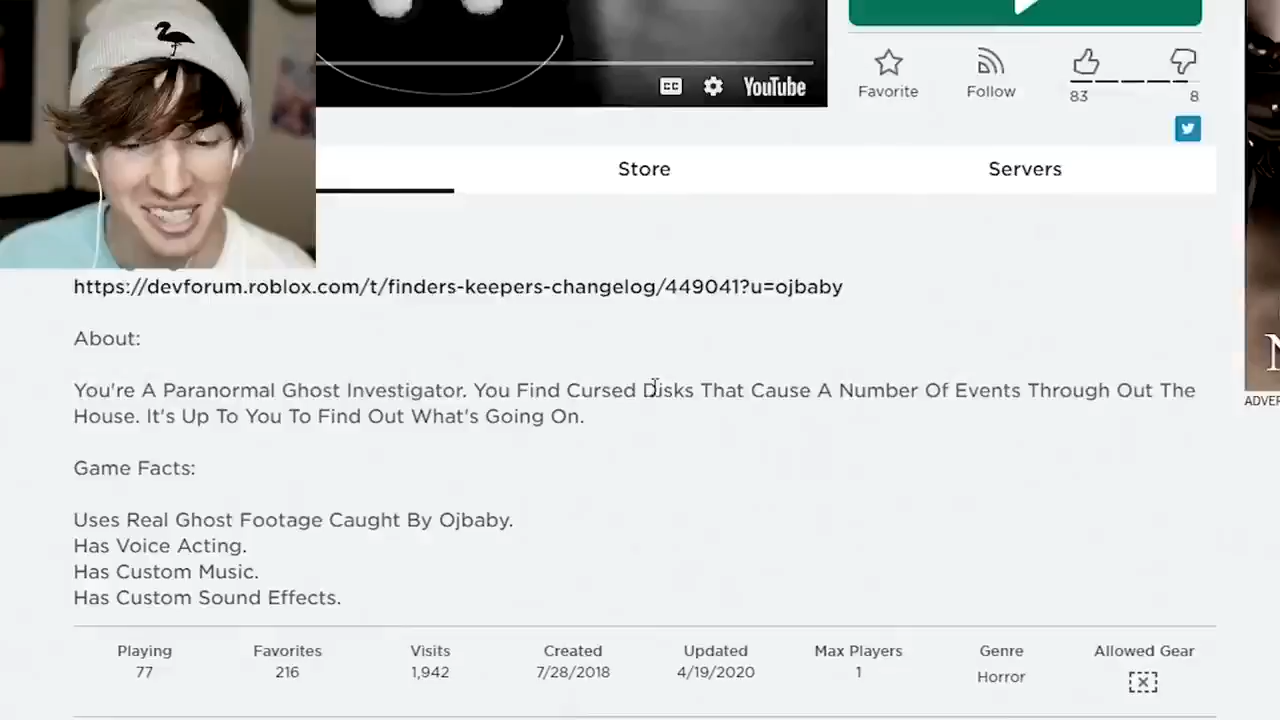 CC YouTube
Favorite Follow 83 8
Store Servers
https://devforum.roblox.com/t/finders-keepers-changelog/449041?u=ojbaby
About:
You're A Paranormal Ghost Investigator. You Find Cursed Disks That Cause A Number Of Events Through Out The
House. It's Up To You To Find Out What's Going On.
Game Facts:
Uses Real Ghost Footage Caught By Ojbaby.
Has Voice Acting.
Has Custom Music.
Has Custom Sound Effects.
Playing Favorites Visits Created Updated Max Players Genre Allowed Gear
77 216 1,942 7/28/2018 4/19/2020 1 Horror